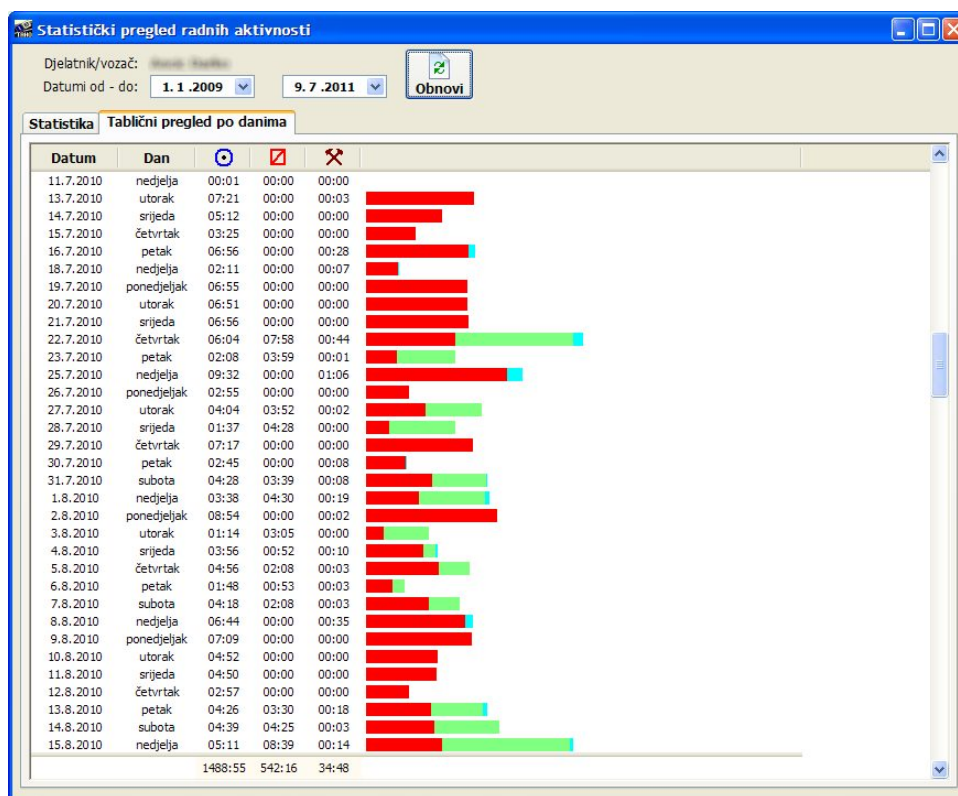 Statistički pregled radnih aktivnosti
Djelatnik/vozač:
Datumi od - do: 1. 1 .2009 9. 7 .2011 Obnovi
Statistika Tablični pregled po danima
Datum Dan
11.7.2010 nedjelja 00:01 00:00 00:00
13.7.2010 utorak 07:21 00:00 00:03
14.7.2010 srijeda 05:12 00:00 00:00
15.7.2010 četvrtak 03:25 00:00 00:00
16.7.2010 petak 06:56 00:00 00:28
18.7.2010 nedjelja 02:11 00:00 00:07
19.7.2010 ponedjeljak 06:55 00:00 00:00
20.7.2010 utorak 06:51 00:00 00:00
21.7.2010 srijeda 06:56 00:00 00:00
22.7.2010 četvrtak 06:04 07:58 00:44
23.7.2010 petak 02:08 03:59 00:01
25.7.2010 nedjelja 09:32 00:00 01:06
26.7.2010 ponedjeljak 02:55 00:00 00:00
27.7.2010 utorak 04:04 03:52 00:02
28.7.2010 srijeda 01:37 04:28 00:00
29.7.2010 četvrtak 07:17 00:00 00:00
30.7.2010 petak 02:45 00:00 00:08
31.7.2010 subota 04:28 03:39 00:08
1.8.2010 nedjelja 03:38 04:30 00:19
2.8.2010 ponedjeljak 08:54 00:00 00:02
3.8.2010 utorak 01:14 03:05 00:00
4.8.2010 srijeda 03:56 00:52 00:10
5.8.2010 četvrtak 04:56 02:08 00:03
6.8.2010 petak 01:48 00:53 00:03
7.8.2010 subota 04:18 02:08 00:03
8.8.2010 nedjelja 06:44 00:00 00:35
9.8.2010 ponedjeljak 07:09 00:00 00:00
10.8.2010 utorak 04:52 00:00 00:00
11.8.2010 srijeda 04:50 00:00 00:00
12.8.2010 četvrtak 02:57 00:00 00:00
13.8.2010 petak 04:26 03:30 00:18
14.8.2010 subota 04:39 04:25 00:03
15.8.2010 nedjelja 05:11 08:39 00:14
1488:55 542:16 34:48